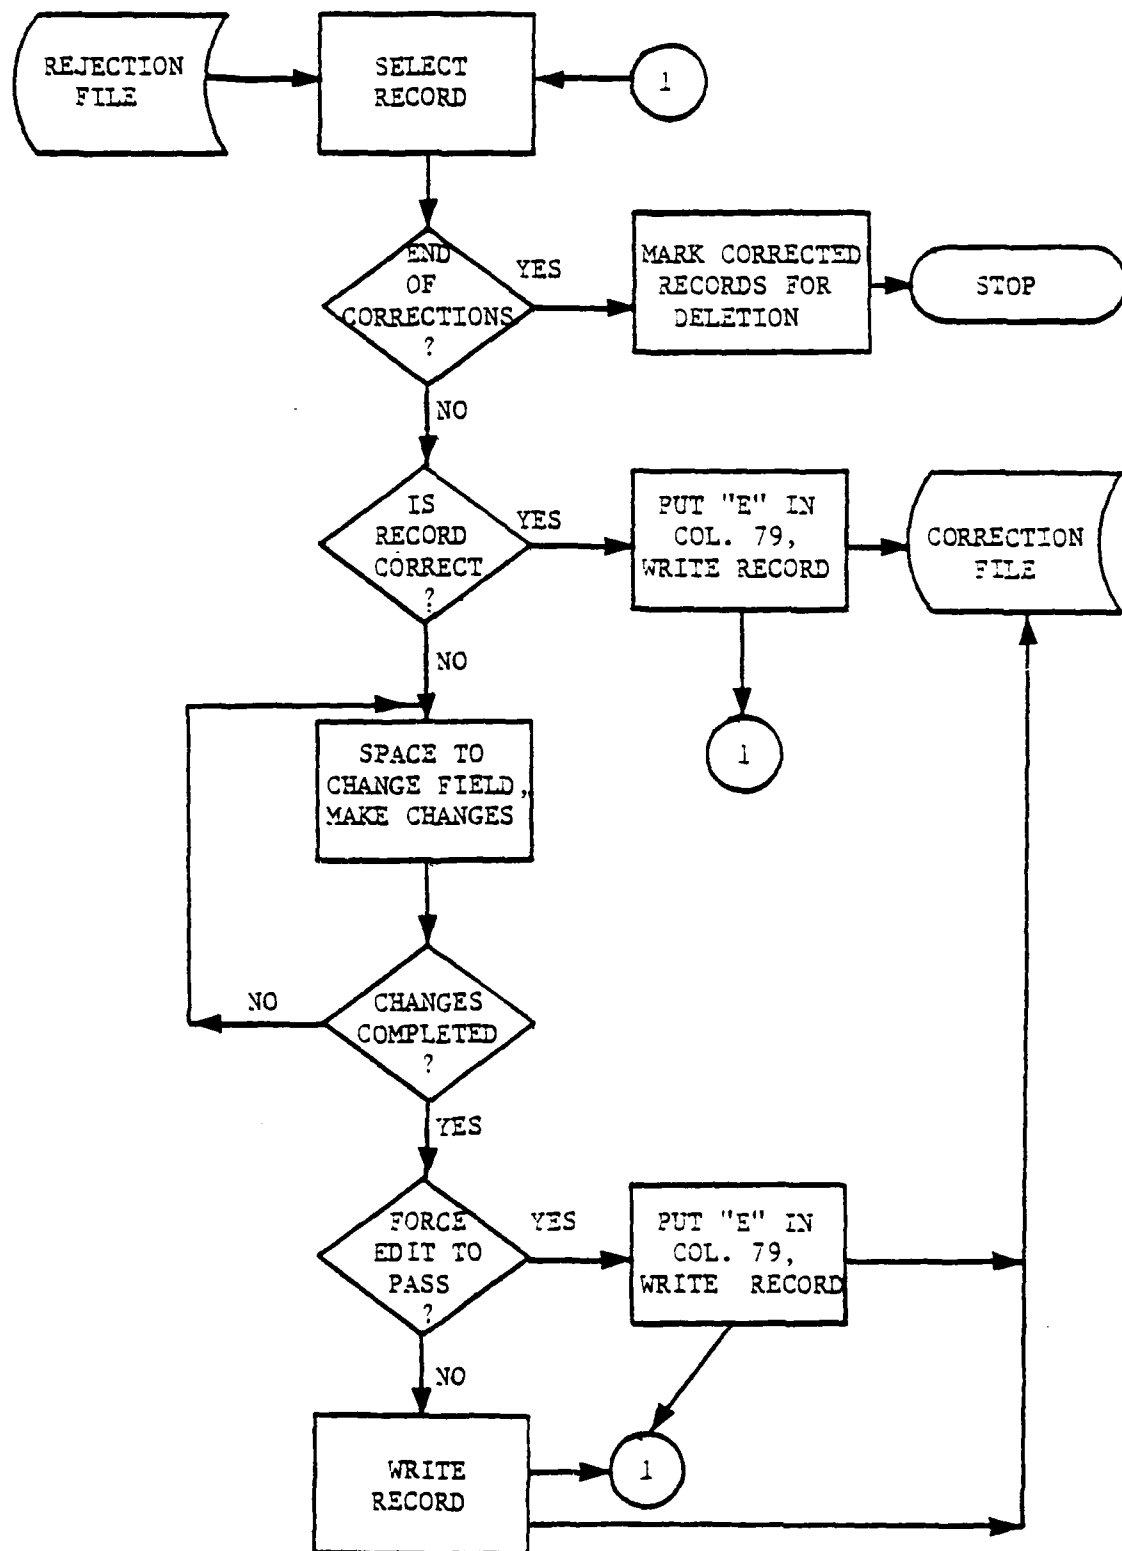 REJECTION
FILE
SELECT
RECORD
1
END
OF
CORRECTIONS
?
YES
MARK CORRECTED
RECORDS FOR
DELETION
STOP
NO
IS
RECORD
CORRECT
?
YES
PUT "E" IN
COL. 79,
WRITE RECORD
CORRECTION
FILE
NO
1
SPACE TO
CHANGE FIELD,
MAKE CHANGES
CHANGES
COMPLETED
?
NO
YES
FORCE
EDIT TO
PASS
?
YES
PUT "E" IN
COL. 79,
WRITE RECORD
NO
WRITE
RECORD
1